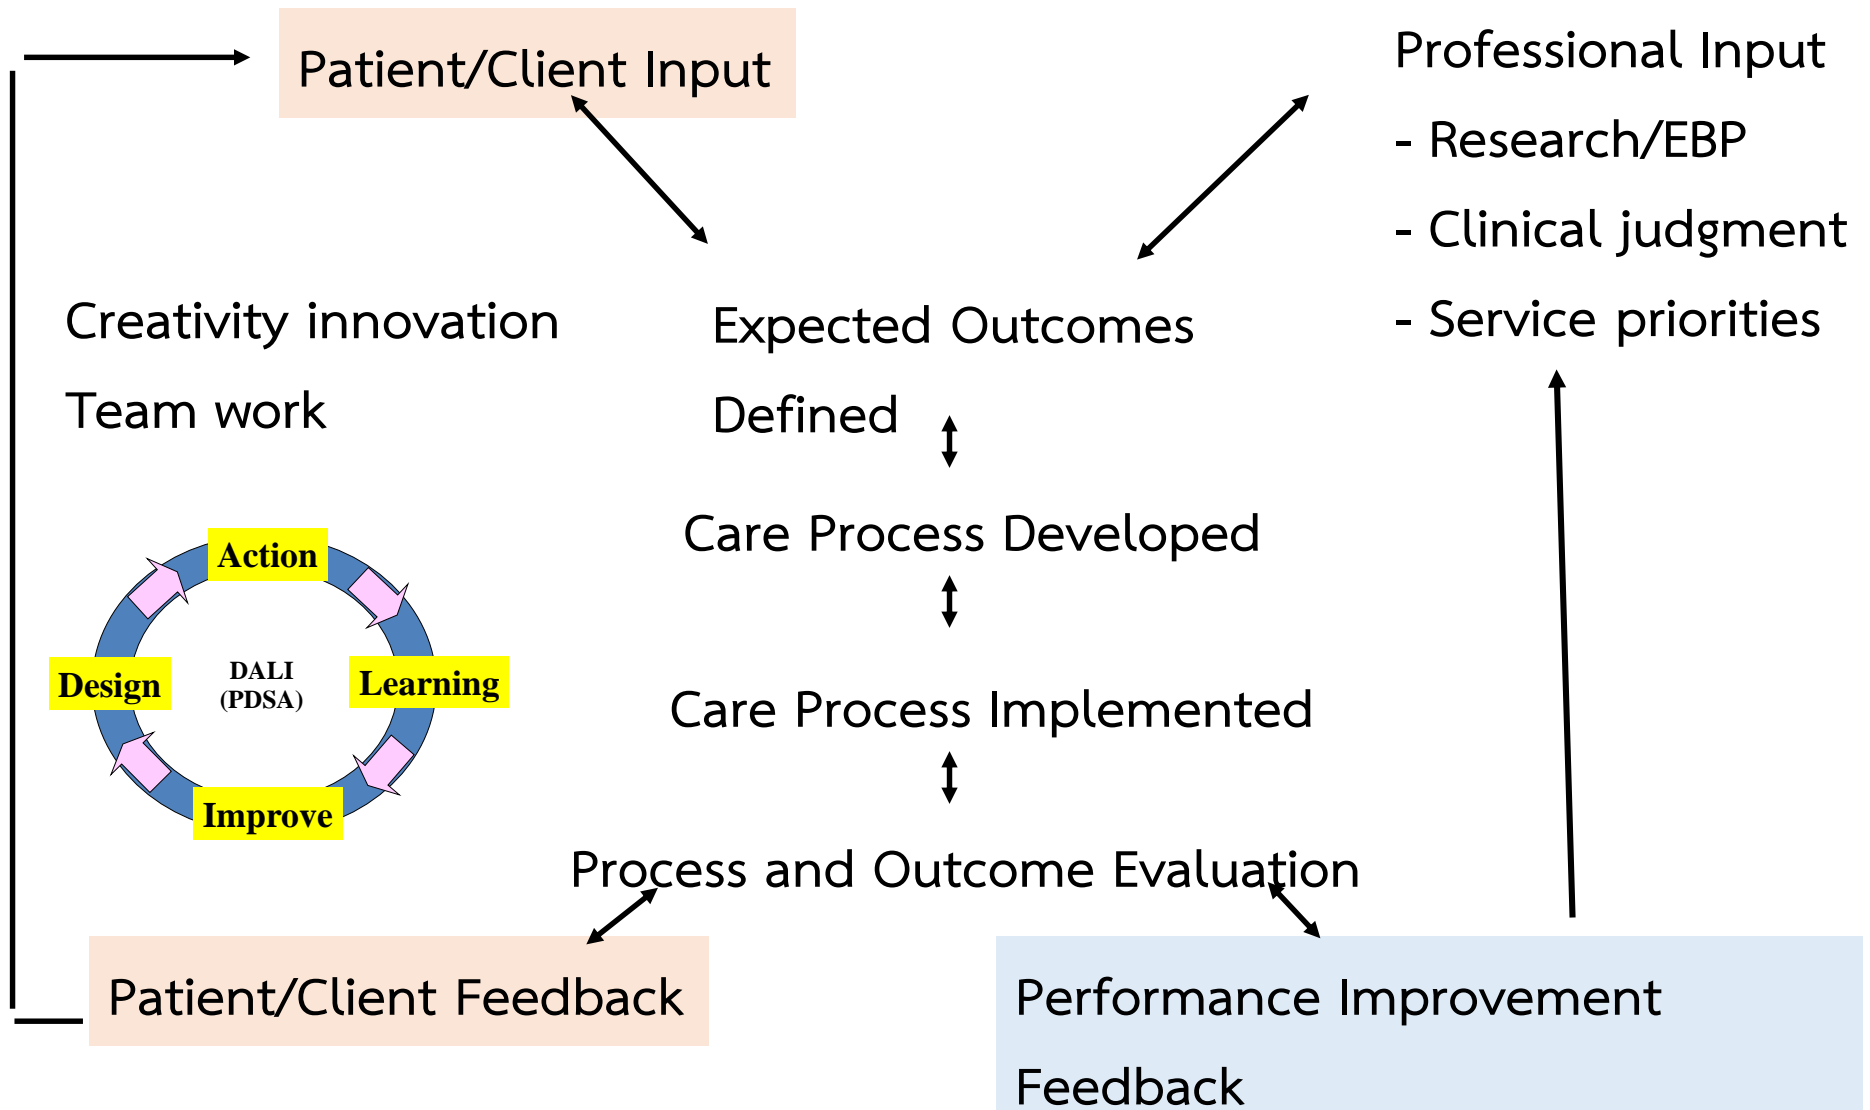 Patient/Client Input
Professional Input
- Research/EBP
- Clinical judgment
- Service priorities
Creativity innovation
Team work
Expected Outcomes
Defined
Care Process Developed
Action
Design
DALI
(PDSA)
Learning
Improve
Care Process Implemented
Process and Outcome Evaluation
Patient/Client Feedback
Performance Improvement
Feedback